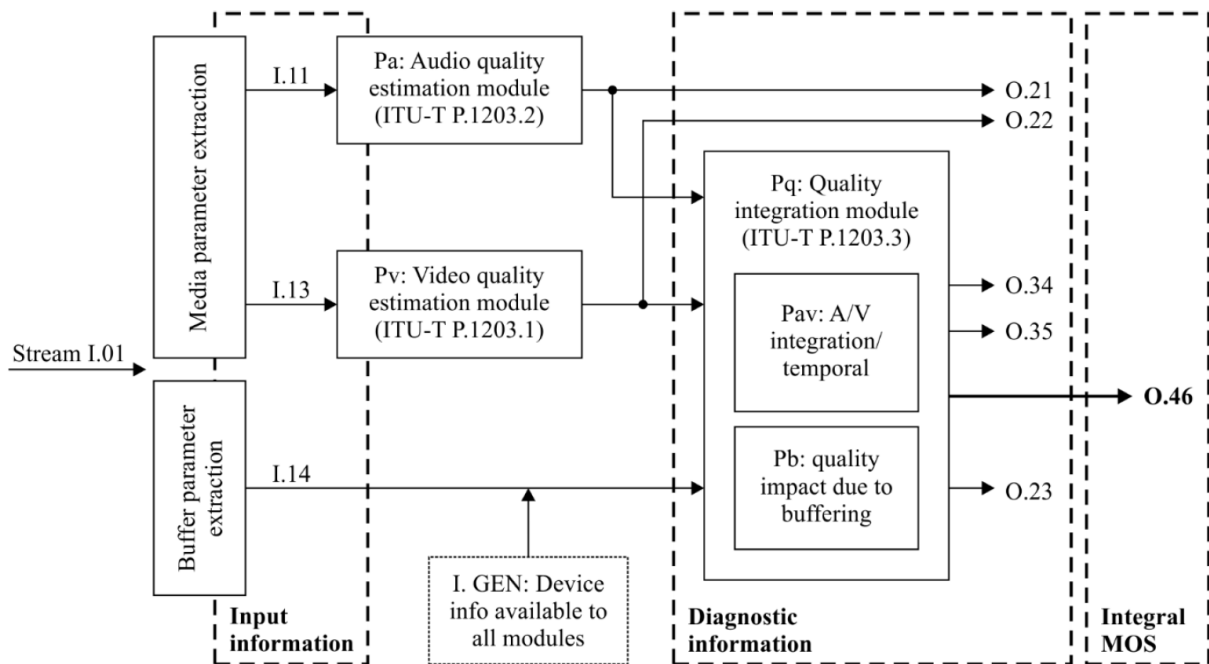 Media parameter extraction
I.11
Pa: Audio quality
estimation module
(ITU-T P.1203.2)
O.21
O.22
Pq: Quality
integration module
(ITU-T P.1203.3)
I.13
Pv: Video quality
estimation module
(ITU-T P.1203.1)
O.34
Pav: A/V
integration/
temporal
O.35
Stream I.01
O.46
Buffer parameter
extraction
I.14
Pb: quality
impact due to
buffering
O.23
I. GEN: Device
info available to
all modules
Input
information
Diagnostic
information
Integral
MOS